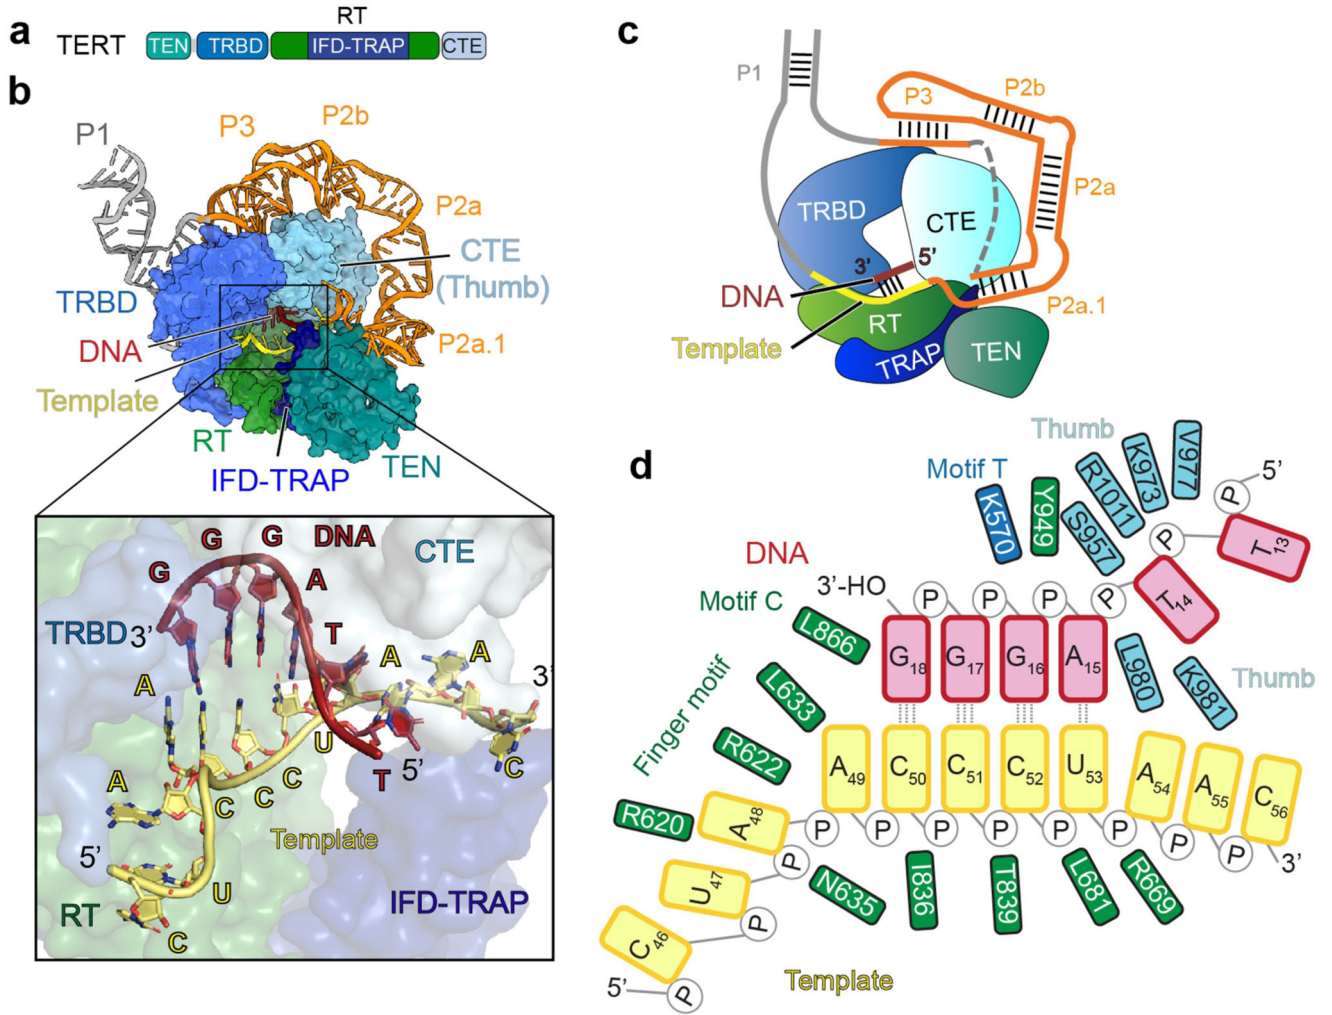 a
RT
TERT
TEN
TRBD
IFD-TRAP
CTE
b
P1
P3
P2b
P2a
CTE
(Thumb)
TRBD
DNA
Template
P2a.1
RT
IFD-TRAP
TEN
G
G
G
DNA
CTE
A
TRBD
3'
T
A
A
3'
A
A
U
C
C
C
T
5'
C
Template
5'
U
RT
C
IFD-TRAP
c
P1
P3
P2b
P2a
TRBD
CTE
3'
5'
DNA
RT
Template
TRAP
TEN
P2a.1
d
Thumb
Motif T
K570
Y949
S957
R1011
K973
V977
5'
P
P
T13
T14
DNA
3'-HO
P
P
P
P
Motif C
L866
G18
G17
G16
A15
L980
K981
Thumb
Finger motif
L633
R622
R620
A49
C50
C51
C52
U53
A54
A55
C56
A48
P
P
P
P
P
P
P
P
3'
P
U47
N635
I836
T839
L681
R669
C46
P
5'
P
Template